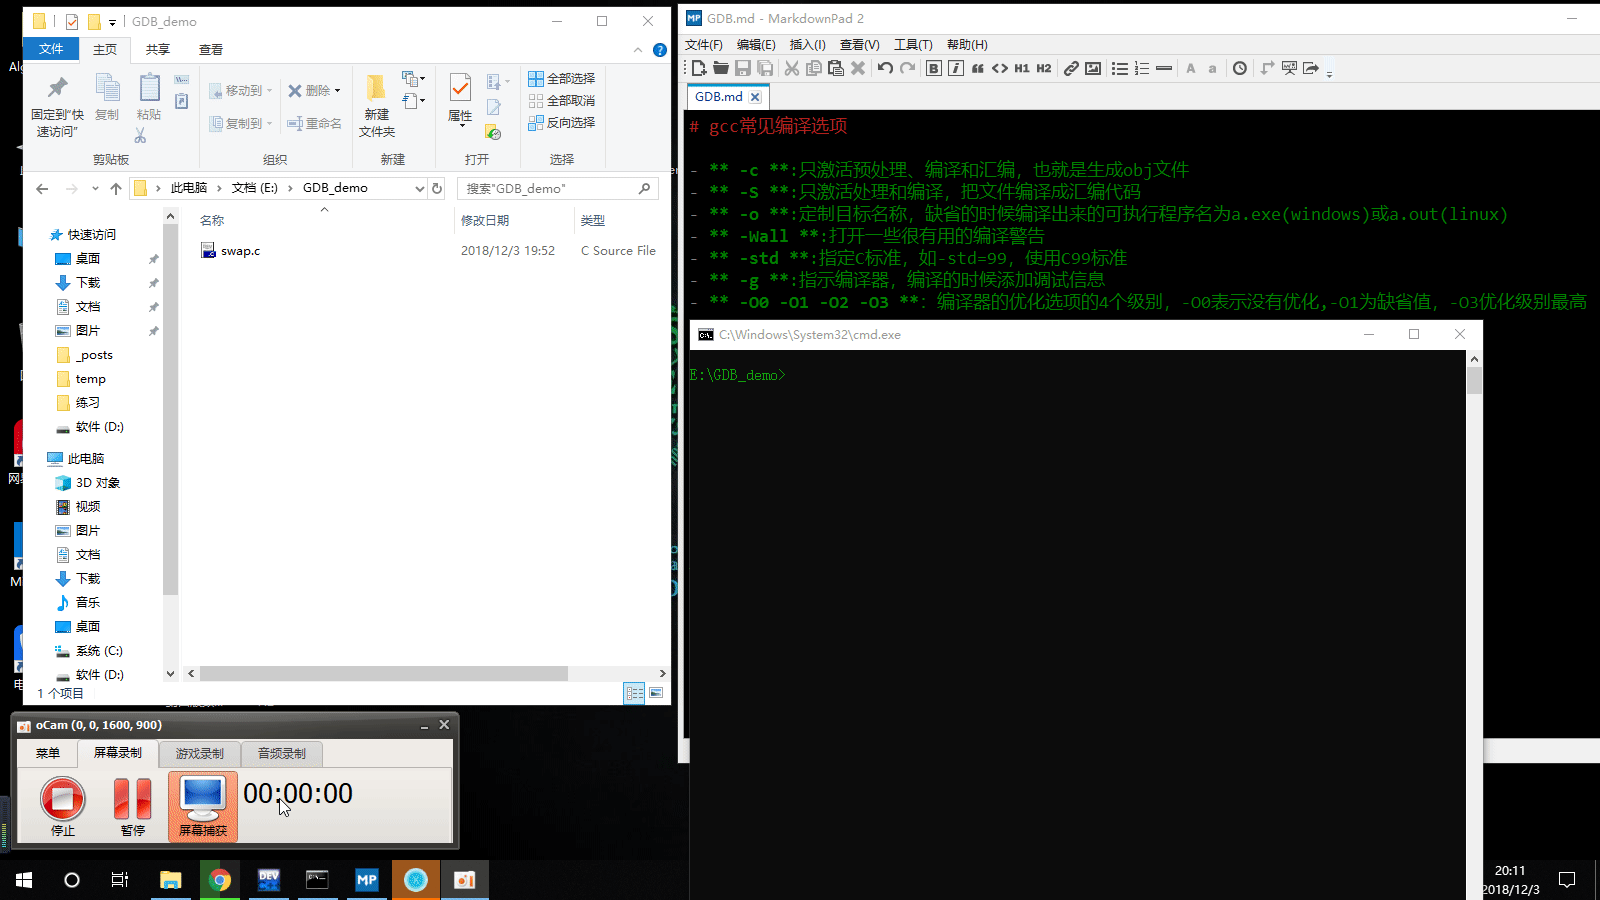 GDB_demo
文件
主页
共享
查看
固定到"快
速访问"
复制
粘贴
移动到
复制到
删除
重命名
新建
文件夹
属性
全部选择
全部取消
反向选择
剪贴板
组织
新建
打开
选择
此电脑
文档 (E:)
GDB_demo
搜索"GDB_demo"
名称
修改日期
类型
swap.c
2018/12/3 19:52
C Source File
快速访问
桌面
下载
文档
图片
_posts
temp
练习
软件 (D:)
此电脑
3D 对象
视频
图片
文档
下载
音乐
桌面
系统 (C:)
软件 (D:)
1 个项目
GDB.md - MarkdownPad 2
文件(F) 编辑(E) 插入(I) 查看(V) 工具(T) 帮助(H)
H1 H2
GDB.md
# gcc常见编译选项
- ** -c **:只激活预处理、编译和汇编，也就是生成obj文件
- ** -S **:只激活处理和编译，把文件编译成汇编代码
- ** -o **:定制目标名称，缺省的时候编译出来的可执行程序名为a.exe(windows)或a.out(linux)
- ** -Wall **:打开一些很有用的编译警告
- ** -std **:指定C标准，如-std=99，使用C99标准
- ** -g **:指示编译器，编译的时候添加调试信息
- ** -O0 -O1 -O2 -O3 **: 编译器的优化选项的4个级别，-O0表示没有优化,-O1为缺省值，-O3优化级别最高
C:\Windows\System32\cmd.exe
E:\GDB_demo>
oCam (0, 0, 1600, 900)
菜单
屏幕录制
游戏录制
音频录制
停止
暂停
屏幕捕获
00:00:00
DEV
MP
20:11
2018/12/3